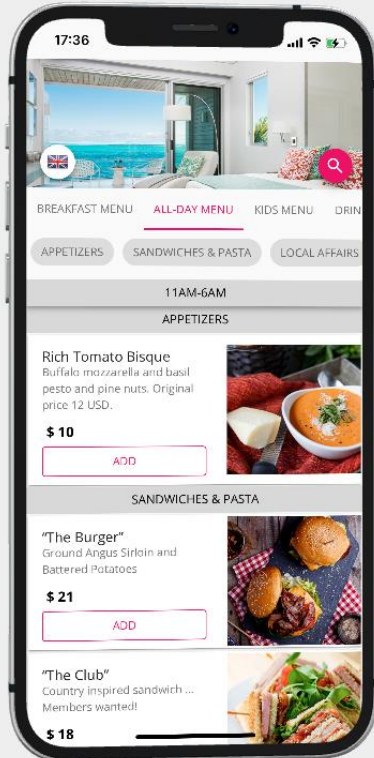 17:36
BREAKFAST MENU ALL-DAY MENU KIDS MENU DRIN
APPETIZERS SANDWICHES & PASTA LOCAL AFFAIRS
11AM-6AM
APPETIZERS
Rich Tomato Bisque
Buffalo mozzarella and basil
pesto and pine nuts. Original
price 12 USD.
$ 10
ADD
SANDWICHES & PASTA
"The Burger"
Ground Angus Sirloin and
Battered Potatoes
$ 21
ADD
"The Club"
Country inspired sandwich ...
Members wanted!
$ 18